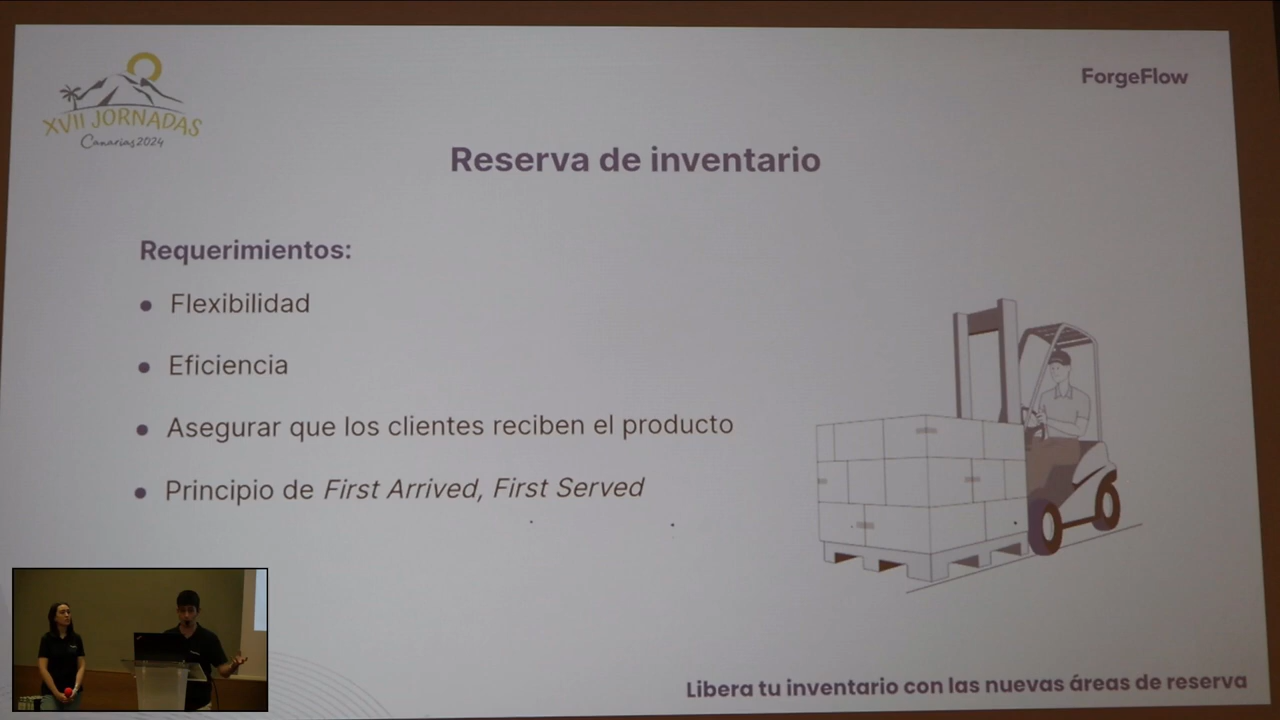 XVII JORNADAS
Canarias 2024
ForgeFlow
Reserva de inventario
Requerimientos:
Flexibilidad
Eficiencia
Asegurar que los clientes reciben el producto
Principio de First Arrived, First Served
Libera tu inventario con las nuevas áreas de reserva